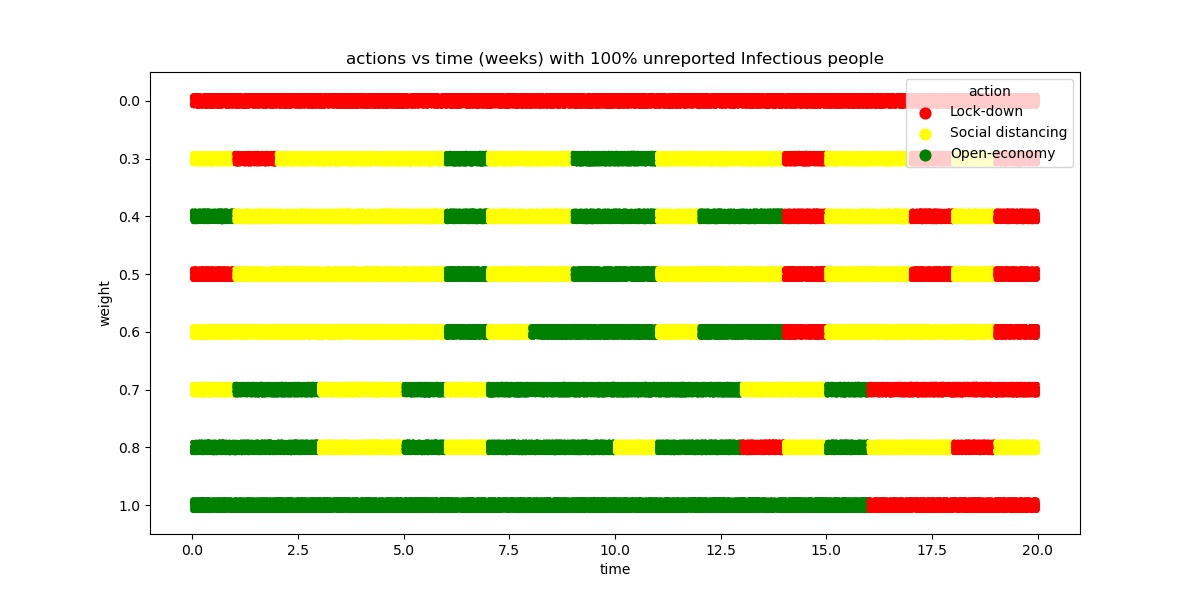 actions vs time (weeks) with 100% unreported Infectious people
action
Lock-down
Social distancing
Open-economy
weight
0.0
0.3
0.4
0.5
0.6
0.7
0.8
1.0
0.0 2.5 5.0 7.5 10.0 12.5 15.0 17.5 20.0
time